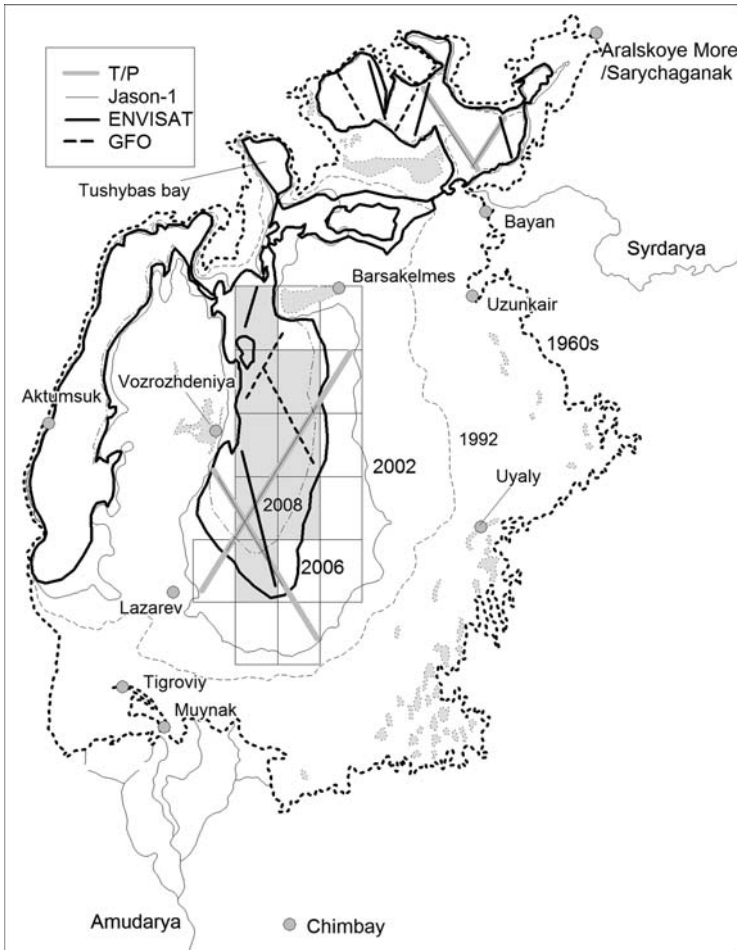 T/P
Jason-1
ENVISAT
GFO
Aralskoye More
/Sarychaganak
Tushybas bay
Bayan
Syrdarya
Barsakelmes
Uzunkair
1960s
Vozrozhdeniya
Aktumsuk
1992
2002
Uyaly
2008
2006
Lazarev
Tigroviy
Muynak
Amudarya
Chimbay